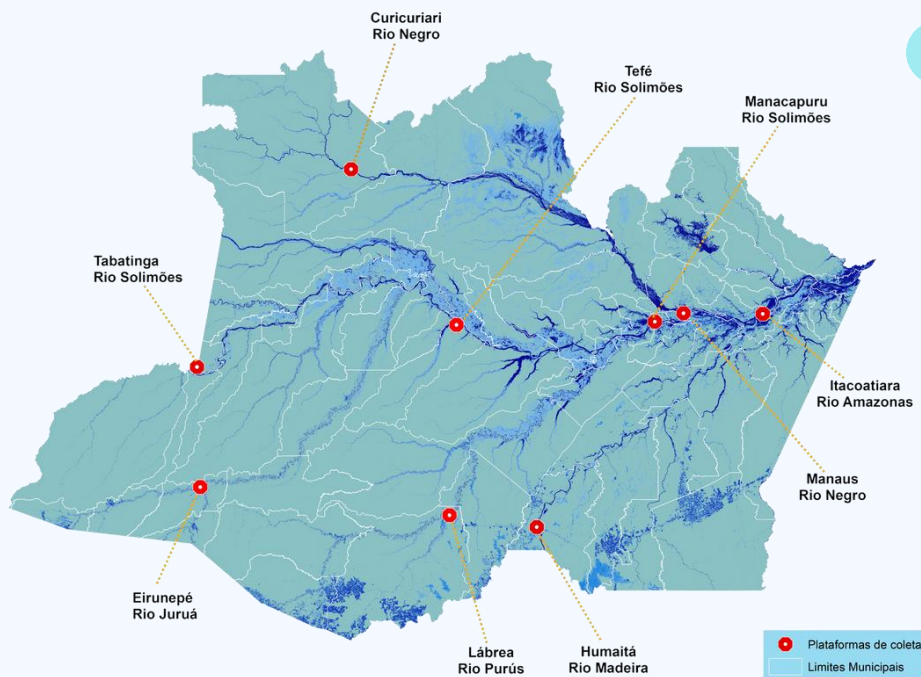 Curicuriari
Rio Negro
Tefé
Rio Solimões
Manacapuru
Rio Solimões
Tabatinga
Rio Solimões
Itacoatiara
Rio Amazonas
Manaus
Rio Negro
Eirunepé
Rio Juruá
Lábrea
Rio Purús
Humaitá
Rio Madeira
Plataformas de coleta
Limites Municipais